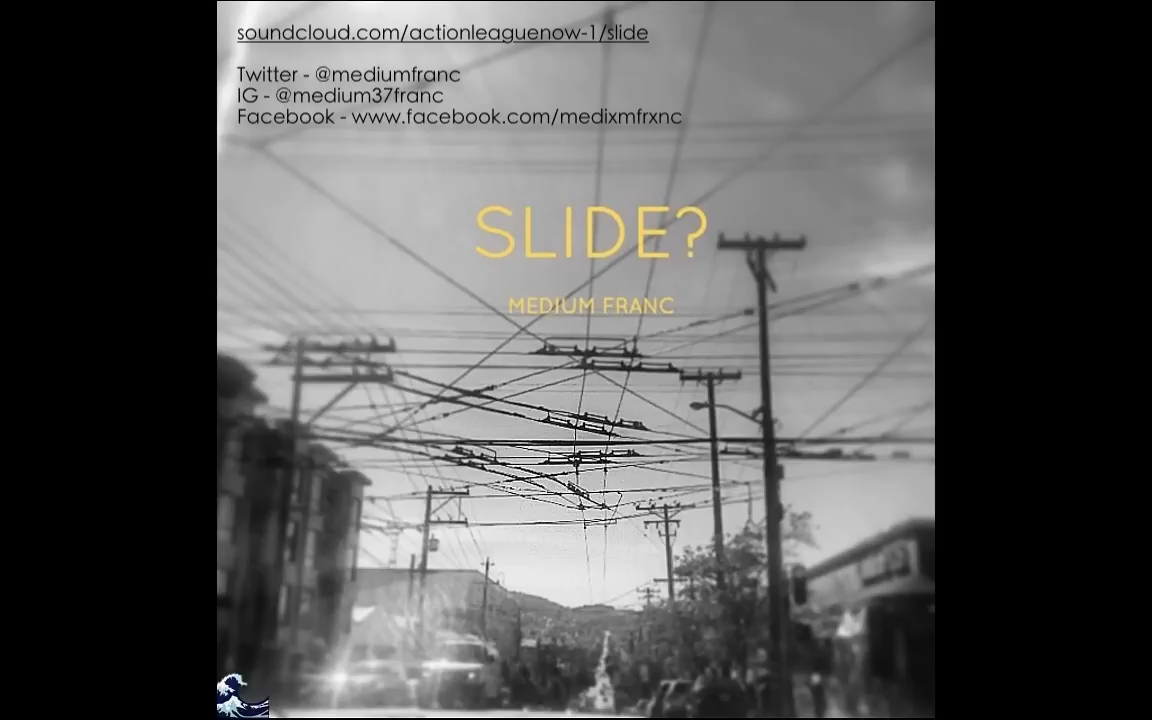 soundcloud.com/actionleaguenow-1/slide
Twitter - @mediumfranc
IG - @medium37franc
Facebook - www.facebook.com/medixmfrxnc
SLIDE?
MEDIUM FRANC